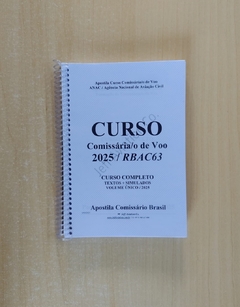 Apostila Curso Comissários de Voo
ANAC / Agência Nacional de Aviação Civil
CURSO
Comissária/o de Voo
2025 / RBAC63
CURSO COMPLETO
TEXTOS + SIMULADOS
VOLUME ÚNICO / 2025
Apostila Comissário Brasil